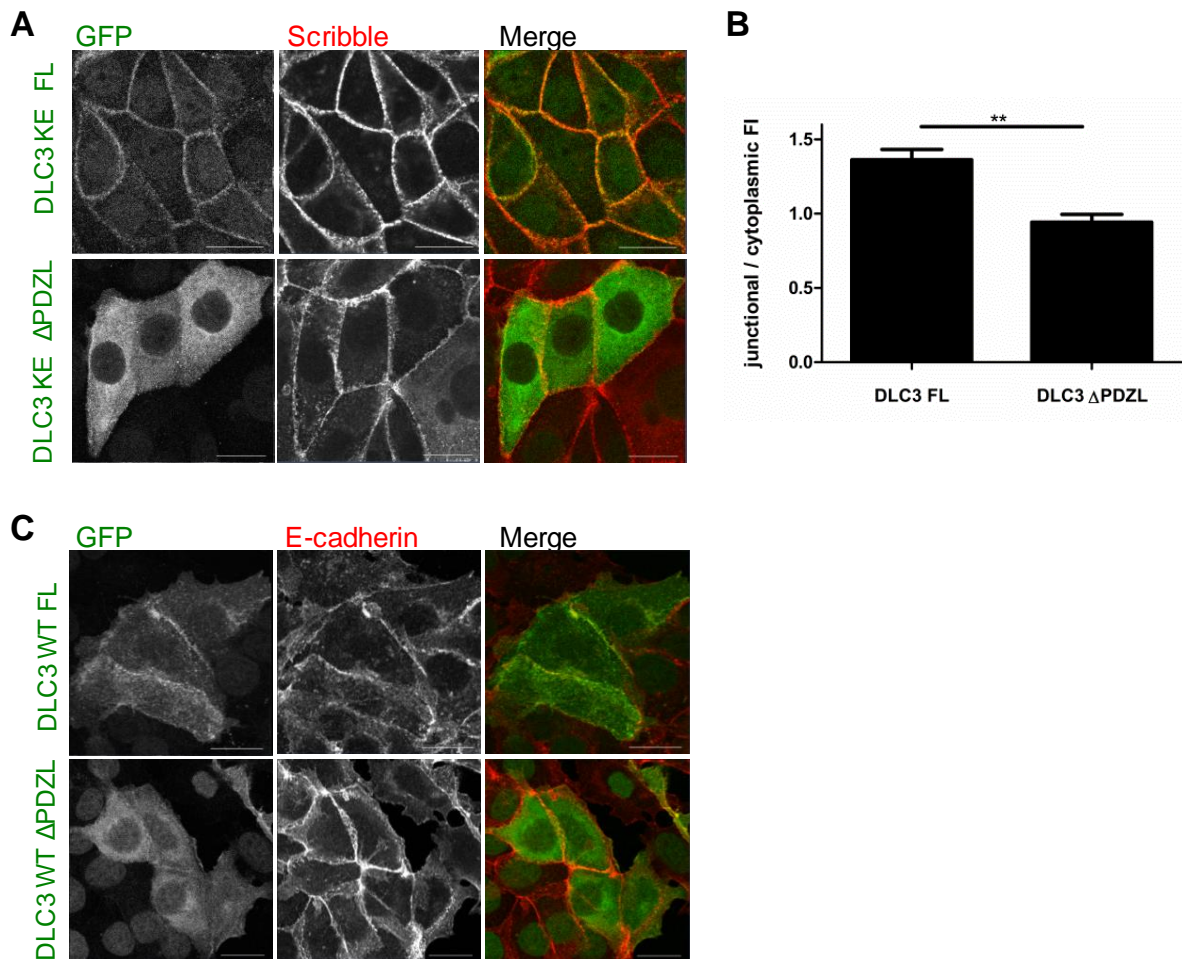 A
GFP Scribble Merge
DLC3 KE FL
DLC3 KE ΔPDZL
B
junctional / cytoplasmic FI
1.5
1.0
0.5
0.0
**
DLC3 FL DLC3 ΔPDZL
C
GFP E-cadherin Merge
DLC3 WT FL
DLC3 WT ΔPDZL